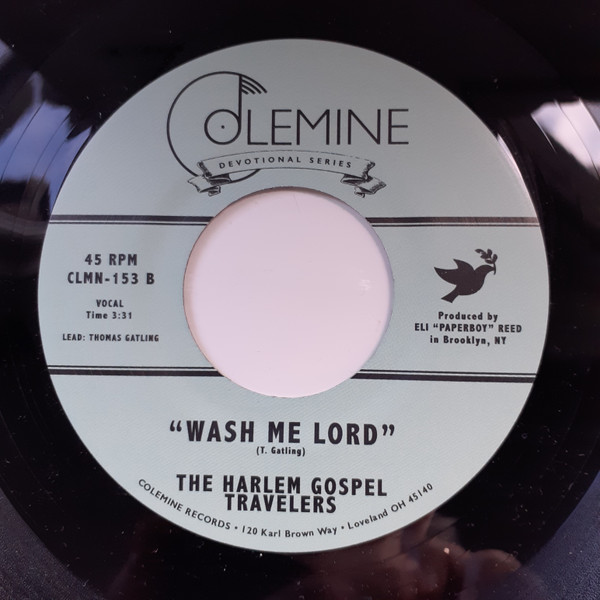 COLEMINE
DEVOTIONAL SERIES
45 RPM
CLMN-153 B
VOCAL
Time 3:31
LEAD: THOMAS GATLING
Produced by
ELI "PAPERBOY" REED
in Brooklyn, NY
"WASH ME LORD"
(T. Gatling)
THE HARLEM GOSPEL
TRAVELERS
COLEMINE RECORDS • 120 Karl Brown Way • Loveland OH 45140